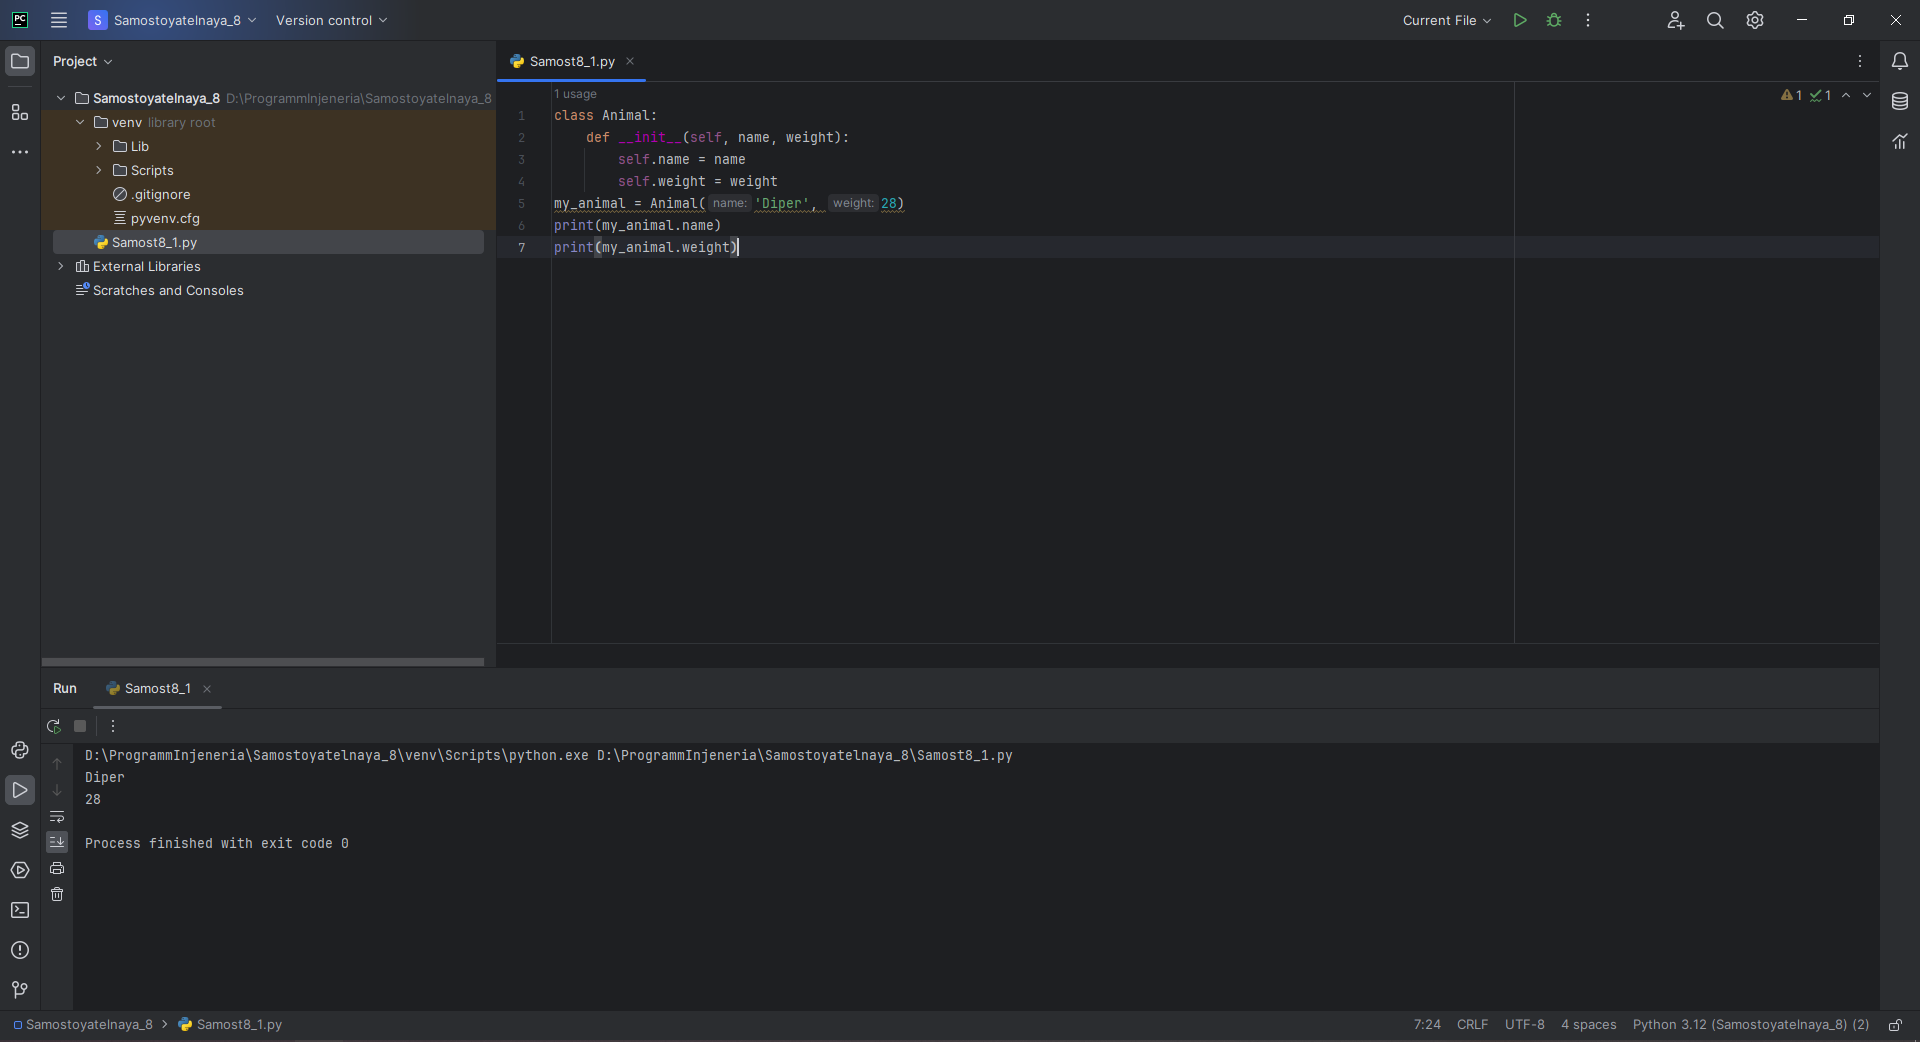 PC
S Samostoyatelnaya_8 Version control Current File
Project
Samost8_1.py
Samostoyatelnaya_8 D:\ProgrammInjeneria\Samostoyatelnaya_8
venv library root
Lib
Scripts
.gitignore
pyvenv.cfg
Samost8_1.py
External Libraries
Scratches and Consoles
1 usage
1 1
1 class Animal:
2 def __init__(self, name, weight):
3 self.name = name
4 self.weight = weight
5 my_animal = Animal( name: 'Diper', weight: 28)
6 print(my_animal.name)
7 print(my_animal.weight)
Run Samost8_1
D:\ProgrammInjeneria\Samostoyatelnaya_8\venv\Scripts\python.exe D:\ProgrammInjeneria\Samostoyatelnaya_8\Samost8_1.py
Diper
28
Process finished with exit code 0
Samostoyatelnaya_8 > Samost8_1.py 7:24 CRLF UTF-8 4 spaces Python 3.12 (Samostoyatelnaya_8) (2)